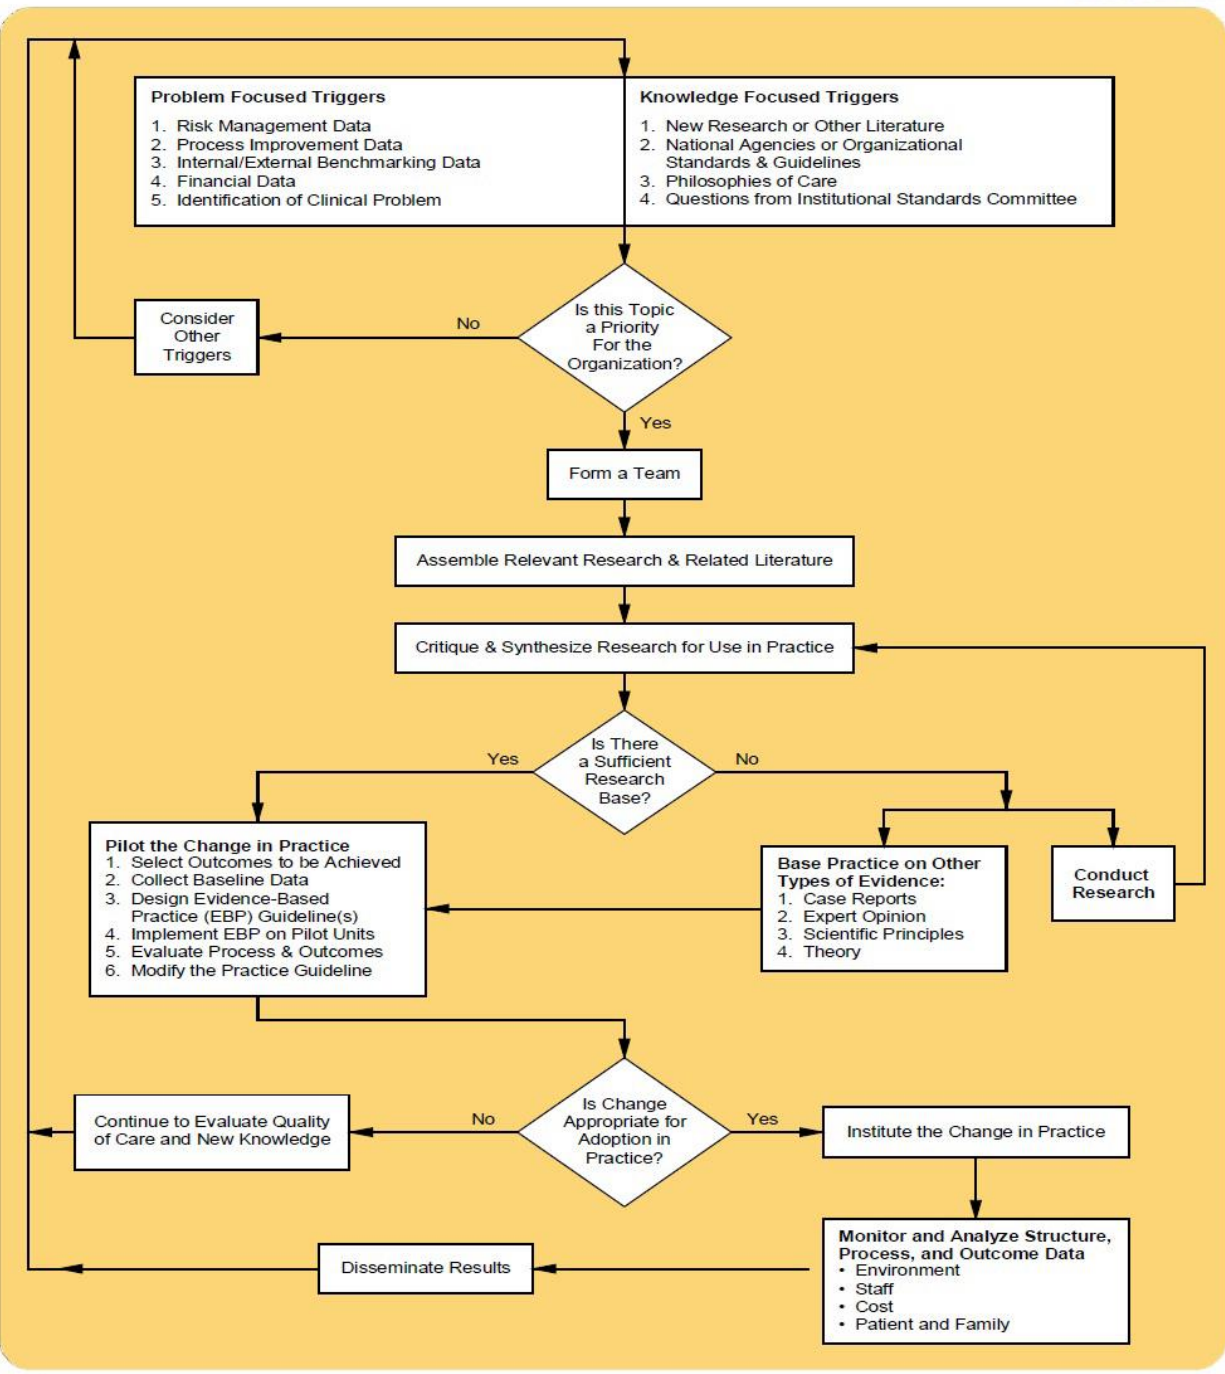 Problem Focused Triggers
1. Risk Management Data
2. Process Improvement Data
3. Internal/External Benchmarking Data
4. Financial Data
5. Identification of Clinical Problem
Knowledge Focused Triggers
1. New Research or Other Literature
2. National Agencies or Organizational
Standards & Guidelines
3. Philosophies of Care
4. Questions from Institutional Standards Committee
Consider
Other
Triggers
No
Is this Topic
a Priority
For the
Organization?
Yes
Form a Team
Assemble Relevant Research & Related Literature
Critique & Synthesize Research for Use in Practice
Yes
Is There
a Sufficient
Research
Base?
No
Pilot the Change in Practice
1. Select Outcomes to be Achieved
2. Collect Baseline Data
3. Design Evidence-Based
Practice (EBP) Guideline(s)
4. Implement EBP on Pilot Units
5. Evaluate Process & Outcomes
6. Modify the Practice Guideline
Base Practice on Other
Types of Evidence:
1. Case Reports
2. Expert Opinion
3. Scientific Principles
4. Theory
Conduct
Research
Continue to Evaluate Quality
of Care and New Knowledge
No
Is Change
Appropriate for
Adoption in
Practice?
Yes
Institute the Change in Practice
Monitor and Analyze Structure,
Process, and Outcome Data
• Environment
• Staff
• Cost
• Patient and Family
Disseminate Results